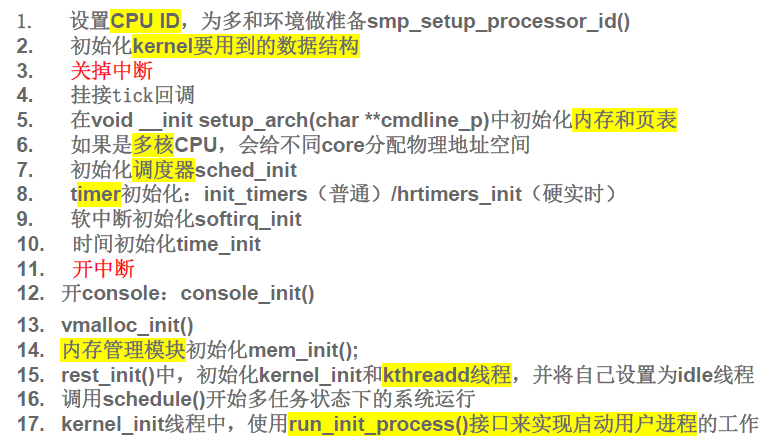 1. 设置CPU ID，为多和环境做准备smp_setup_processor_id()
2. 初始化kernel要用到的数据结构
3. 关掉中断
4. 挂接tick回调
5. 在void __init setup_arch(char **cmdline_p)中初始化内存和页表
6. 如果是多核CPU，会给不同core分配物理地址空间
7. 初始化调度器sched_init
8. timer初始化：init_timers（普通）/hrtimers_init（硬实时）
9. 软中断初始化softirq_init
10. 时间初始化time_init
11. 开中断
12. 开console：console_init()
13. vmalloc_init()
14. 内存管理模块初始化mem_init();
15. rest_init()中，初始化kernel_init和kthreadd线程，并将自己设置为idle线程
16. 调用schedule()开始多任务状态下的系统运行
17. kernel_init线程中，使用run_init_process()接口来实现启动用户进程的工作